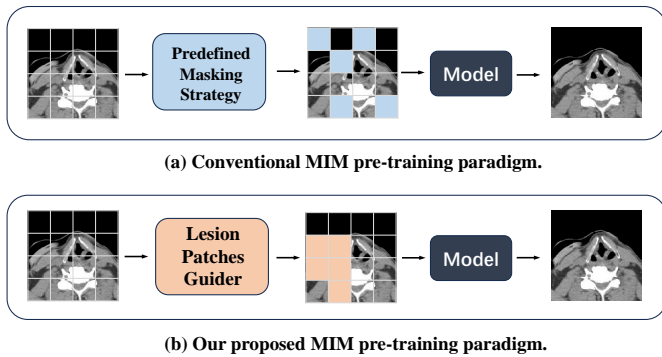 Predefined
Masking
Strategy
Model
(a) Conventional MIM pre-training paradigm.
Lesion
Patches
Guider
Model
(b) Our proposed MIM pre-training paradigm.